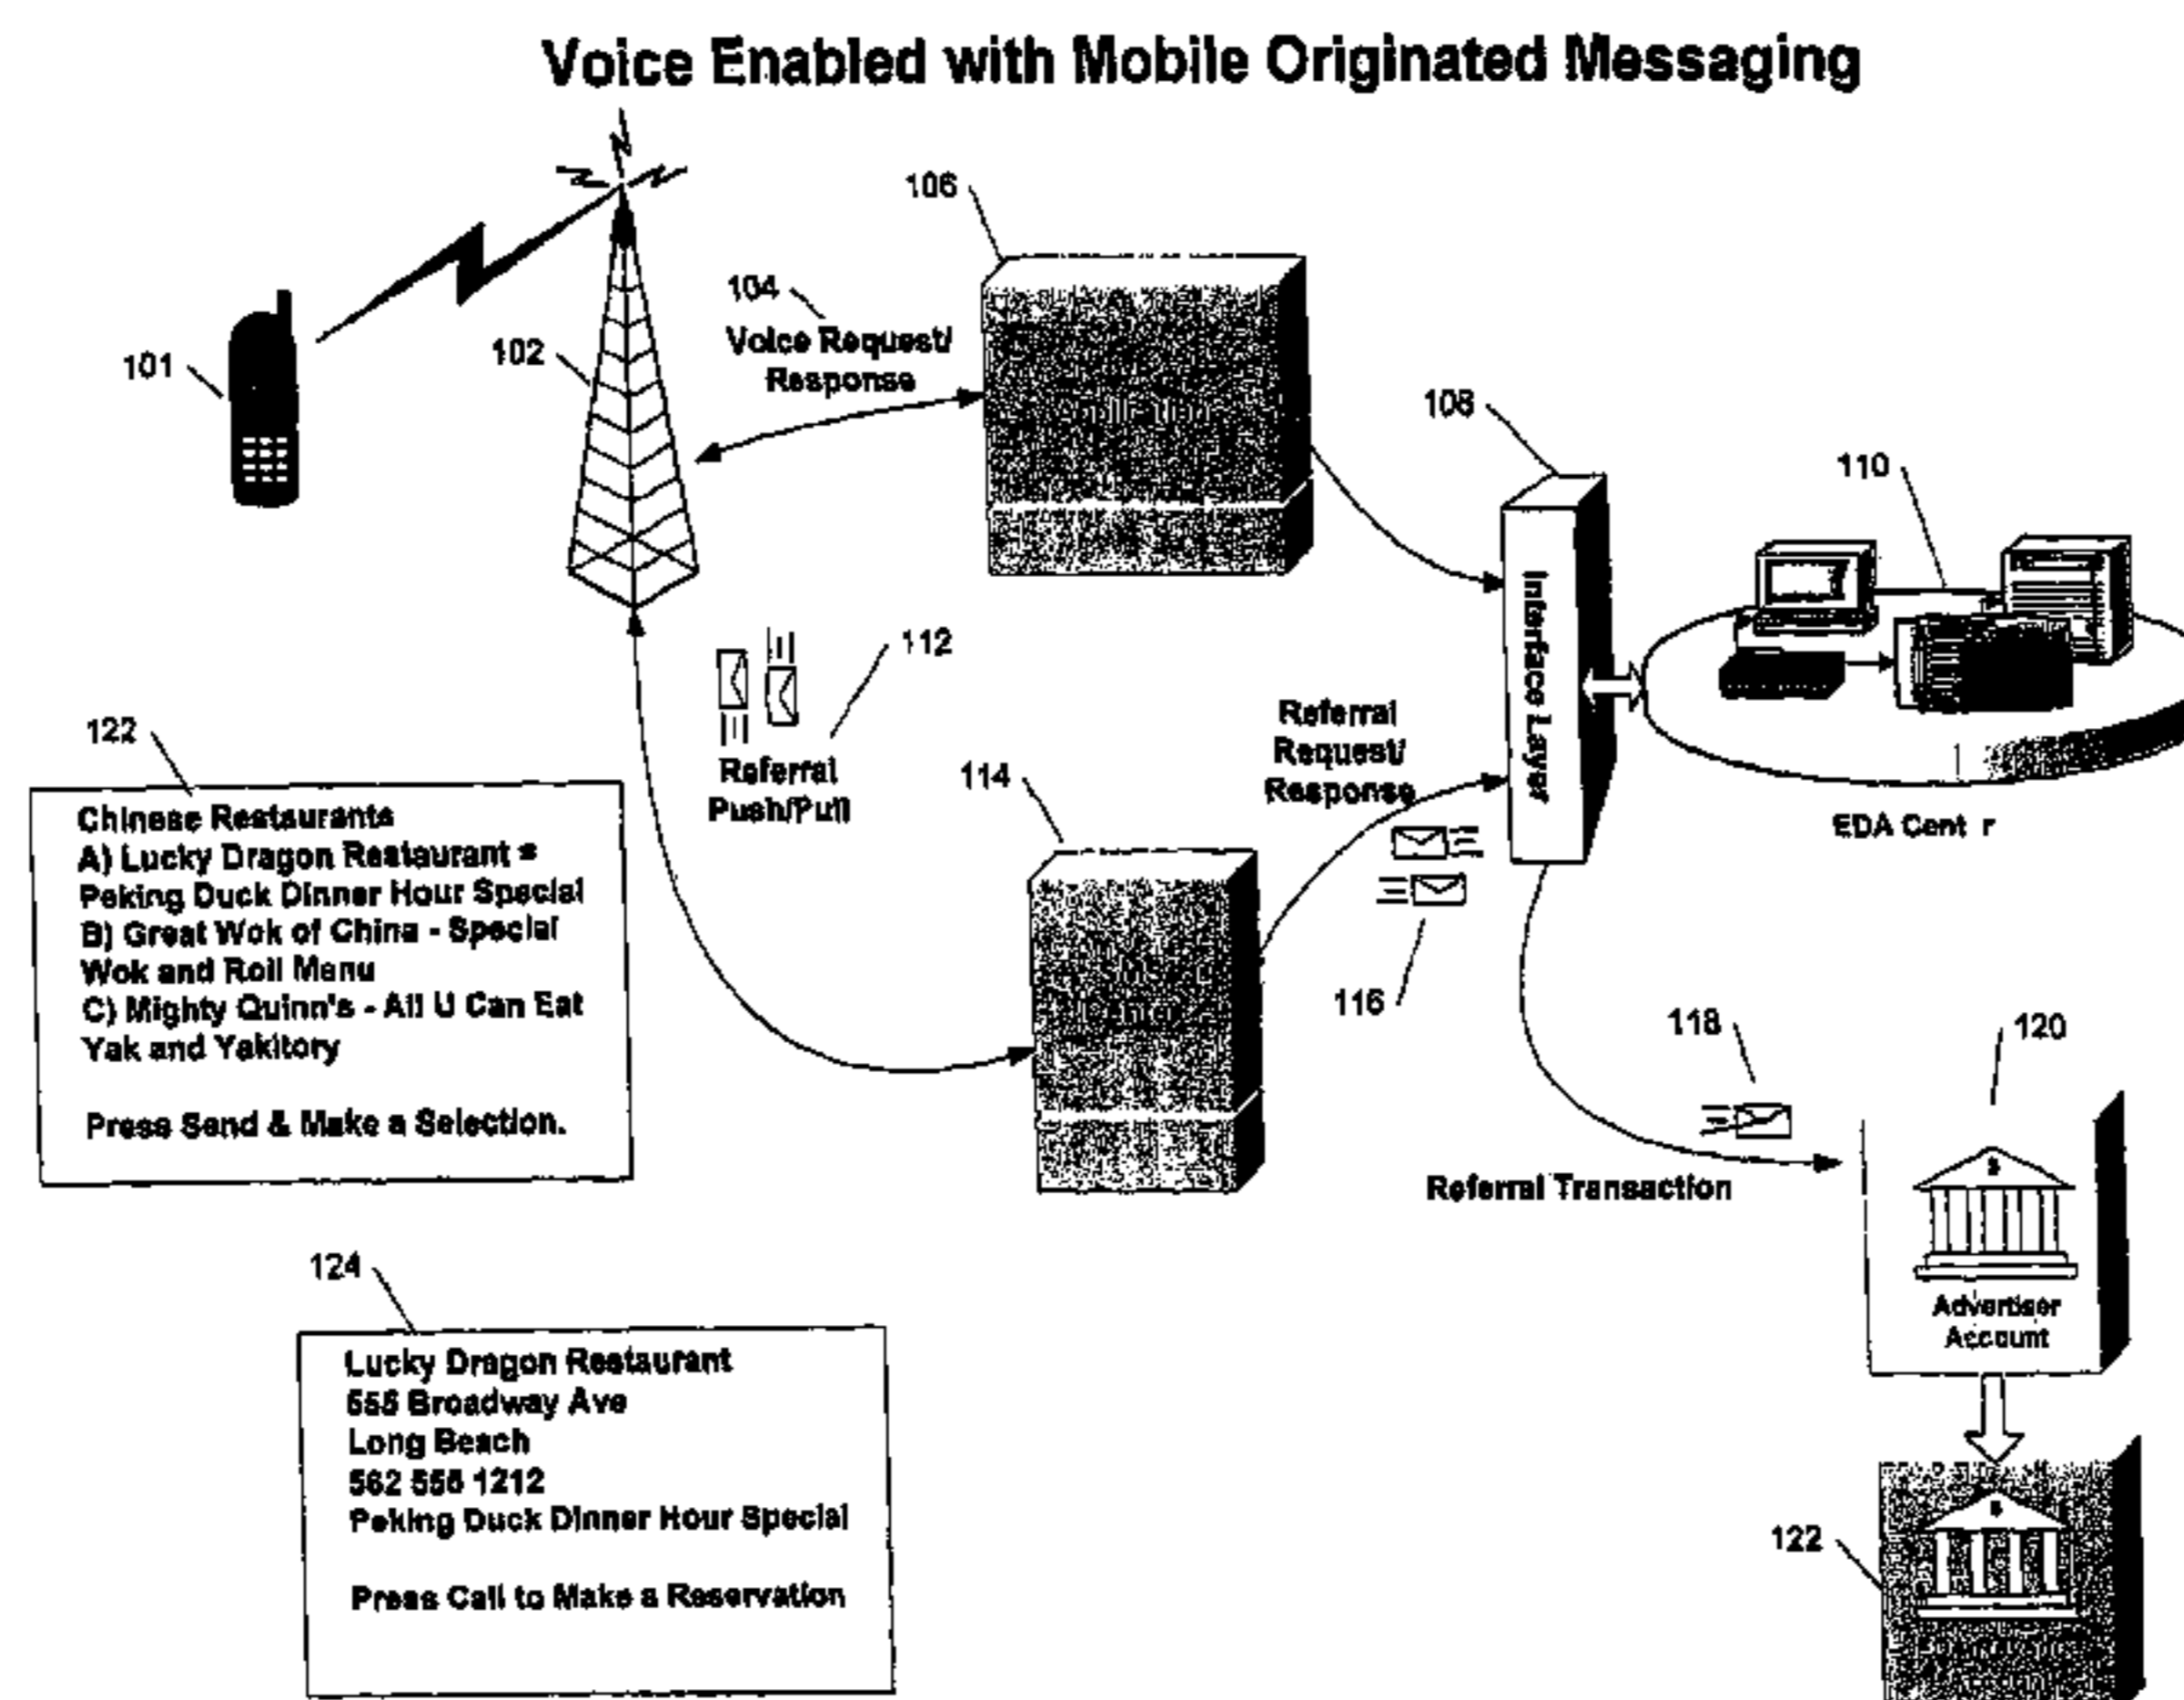 Voice Enabled with Mobile Originated Messaging
106
104
Voice Request/
Response
101
102
Application
108
110
Interface Layer
112
Referral
Push/Pull
Referral
Request/
Response
EDA Cent r
122
Chinese Restaurants
A) Lucky Dragon Restaurant =
Peking Duck Dinner Hour Special
B) Great Wok of China - Special
Wok and Roll Menu
C) Mighty Quinn's - All U Can Eat
Yak and Yakitory
Press Send & Make a Selection.
114
SMS
Center
116
118
120
Referral Transaction
$
Advertiser
Account
124
Lucky Dragon Restaurant
555 Broadway Ave
Long Beach
562 555 1212
Peking Duck Dinner Hour Special
Press Call to Make a Reservation
122
$